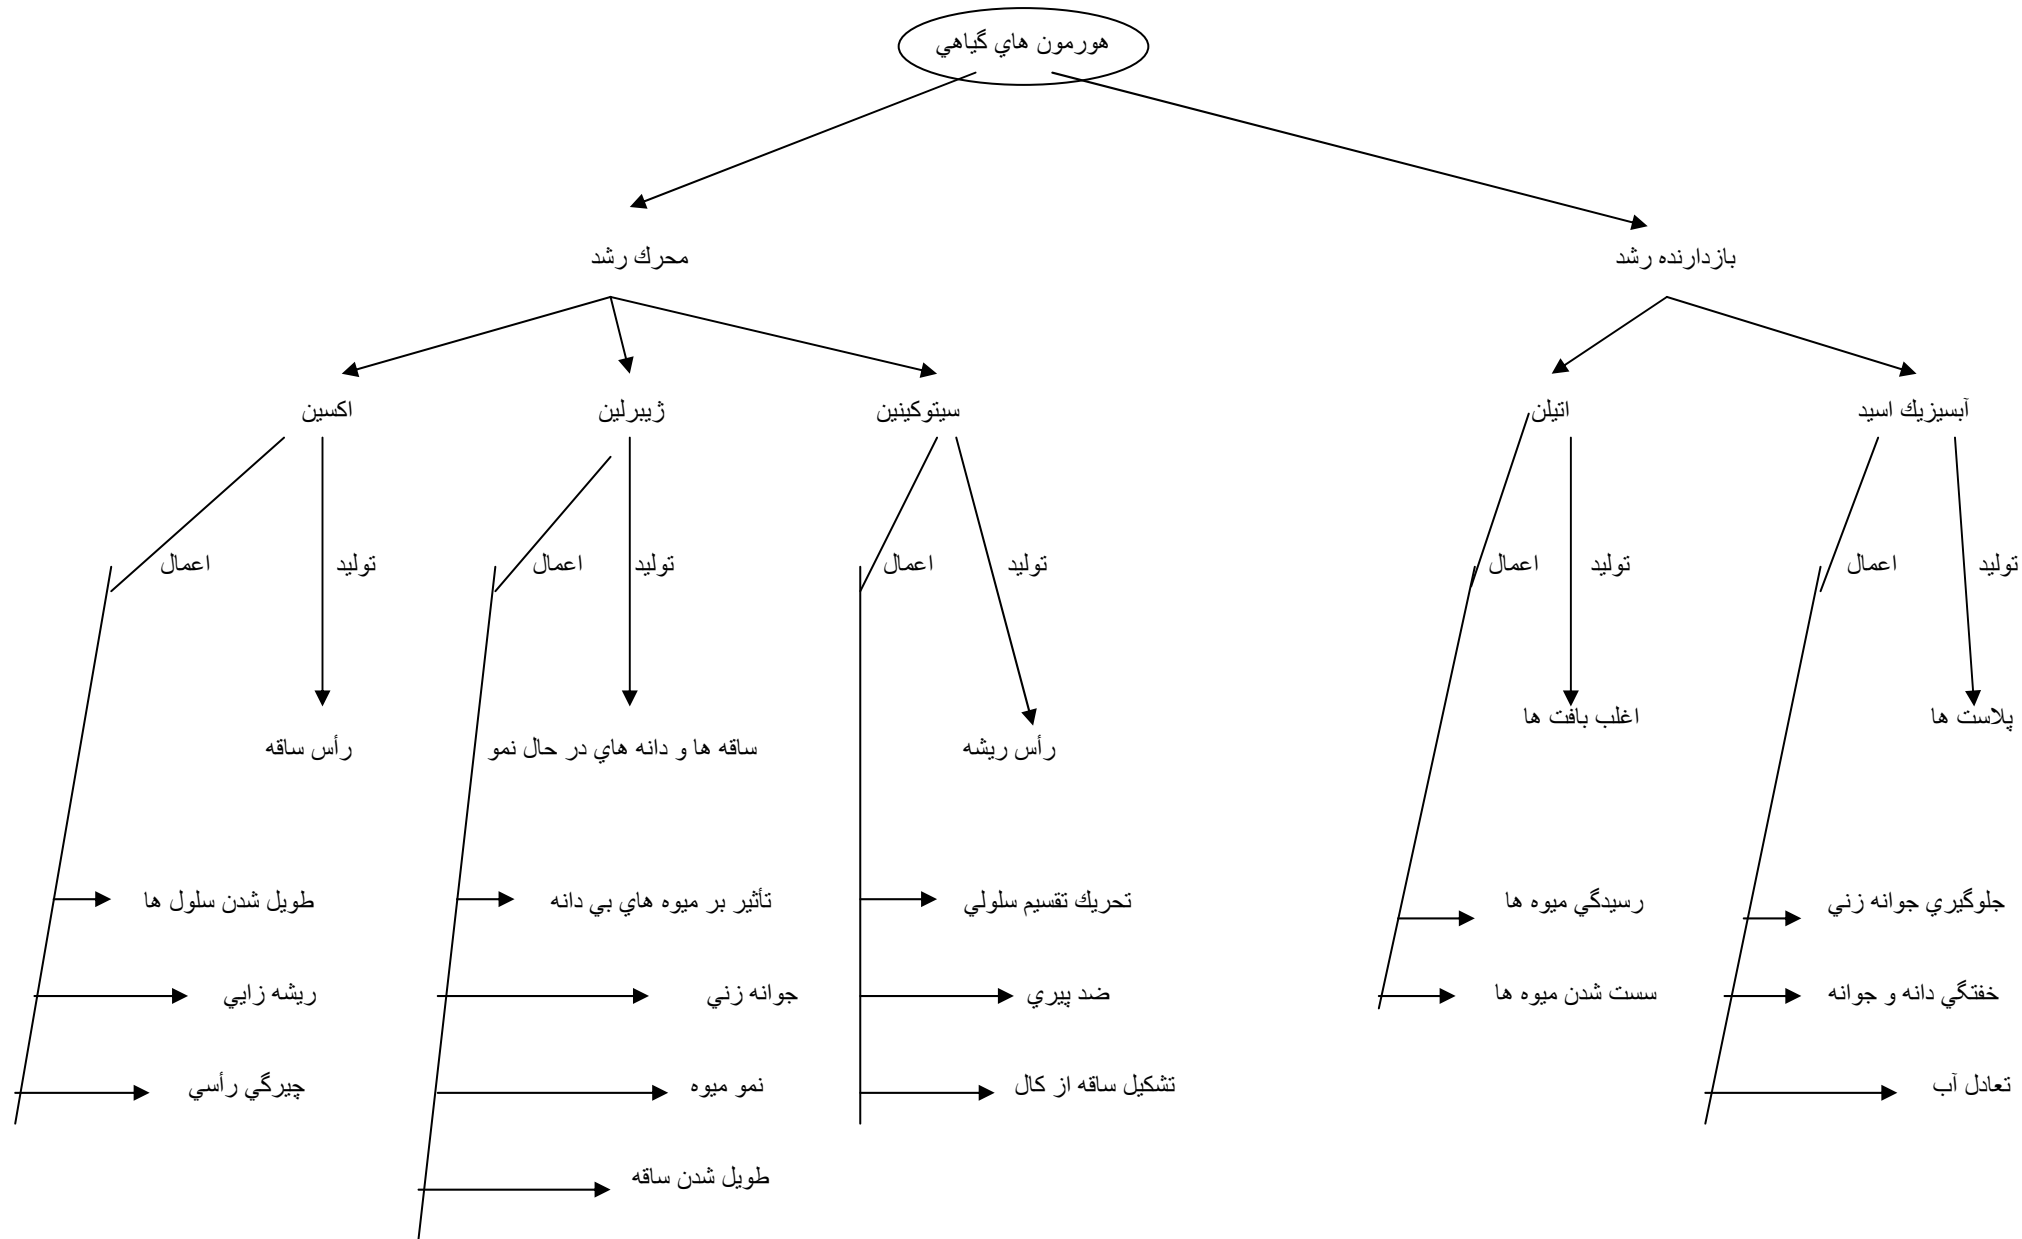 هورمون هاي گياهي
بازدارنده رشد
محرك رشد
آبسيزيك اسيد
اتيلن
سيتوكينين
ژيبرلين
اكسين
توليد
اعمال
توليد
اعمال
توليد
اعمال
توليد
اعمال
توليد
اعمال
پلاست ها
اغلب بافت ها
رأس ريشه
ساقه ها و دانه هاي در حال نمو
رأس ساقه
جلوگيري جوانه زني
رسيدگي ميوه ها
تحريك تقسيم سلولي
تأثير بر ميوه هاي بي دانه
طويل شدن سلول ها
خفتگي دانه و جوانه
سست شدن ميوه ها
ضد پيري
جوانه زني
ريشه زايي
تعادل آب
تشكيل ساقه از كال
نمو ميوه
چيرگي رأسي
طويل شدن ساقه